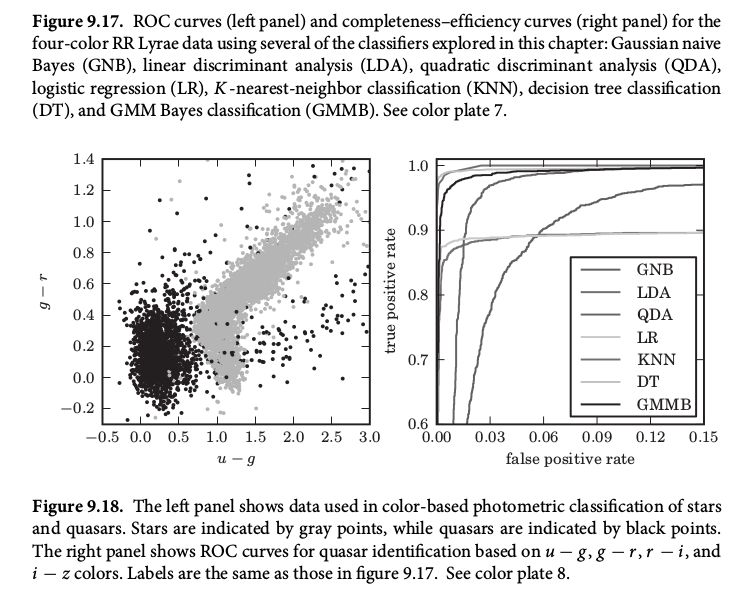 Figure 9.17. ROC curves (left panel) and completeness–efficiency curves (right panel) for the
four-color RR Lyrae data using several of the classifiers explored in this chapter: Gaussian naive
Bayes (GNB), linear discriminant analysis (LDA), quadratic discriminant analysis (QDA),
logistic regression (LR), K-nearest-neighbor classification (KNN), decision tree classification
(DT), and GMM Bayes classification (GMMB). See color plate 7.
1.4
1.2
1.0
0.8
0.6
0.4
0.2
0.0
−0.2
g − r
−0.5 0.0 0.5 1.0 1.5 2.0 2.5 3.0
u − g
1.0
0.9
0.8
0.7
0.6
true positive rate
GNB
LDA
QDA
LR
KNN
DT
GMMB
0.00 0.03 0.06 0.09 0.12 0.15
false positive rate
Figure 9.18. The left panel shows data used in color-based photometric classification of stars
and quasars. Stars are indicated by gray points, while quasars are indicated by black points.
The right panel shows ROC curves for quasar identification based on u − g, g − r, r − i, and
i − z colors. Labels are the same as those in figure 9.17. See color plate 8.